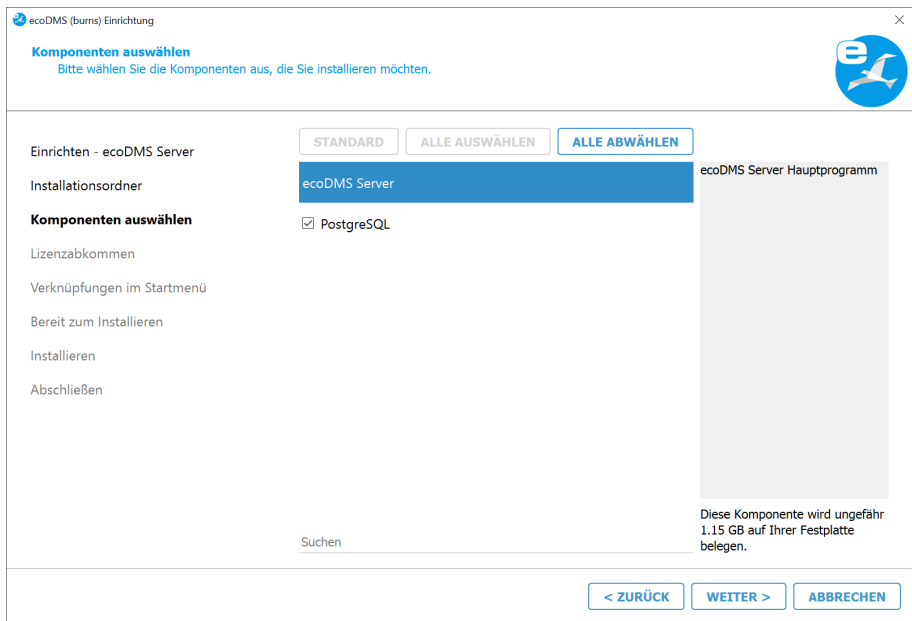 ecoDMS (burns) Einrichtung
Komponenten auswählen
Bitte wählen Sie die Komponenten aus, die Sie installieren möchten.
e
Einrichten - ecoDMS Server
Installationsordner
Komponenten auswählen
Lizenzabkommen
Verknüpfungen im Startmenü
Bereit zum Installieren
Installieren
Abschließen
STANDARD
ALLE AUSWÄHLEN
ALLE ABWÄHLEN
ecoDMS Server
PostgreSQL
Suchen
ecoDMS Server Hauptprogramm
Diese Komponente wird ungefähr
1.15 GB auf Ihrer Festplatte
belegen.
< ZURÜCK
WEITER >
ABBRECHEN